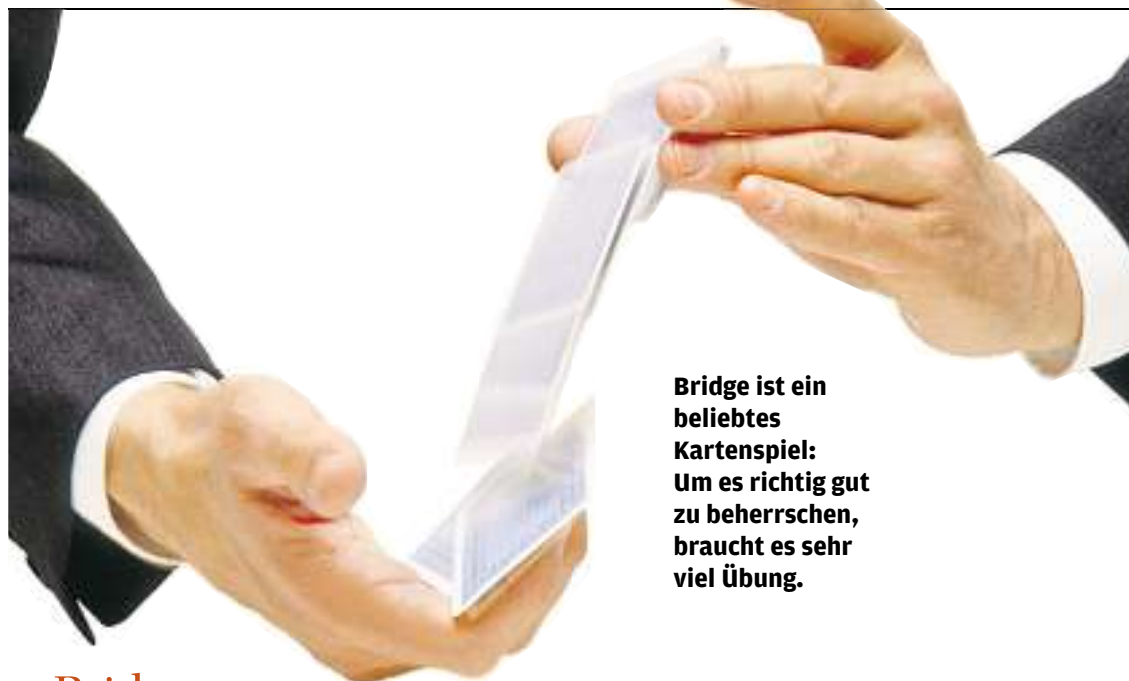 Bridge ist ein
beliebtes
Kartenspiel:
Um es richtig gut
zu beherrschen,
braucht es sehr
viel Übung.